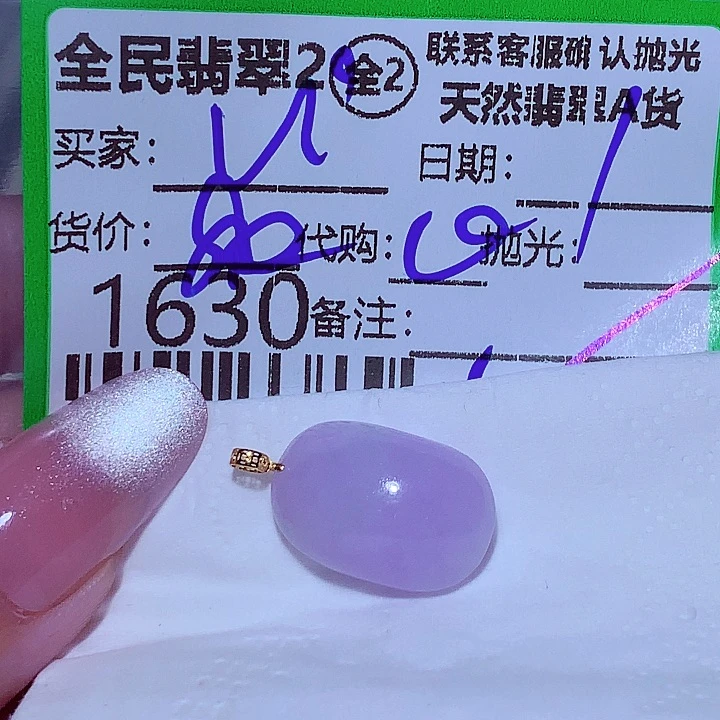 全民翡翠2 全2 联系客服确认抛光
天然翡翠A货
买家： 日期：
货价： 代购： 抛光：
1630 备注：